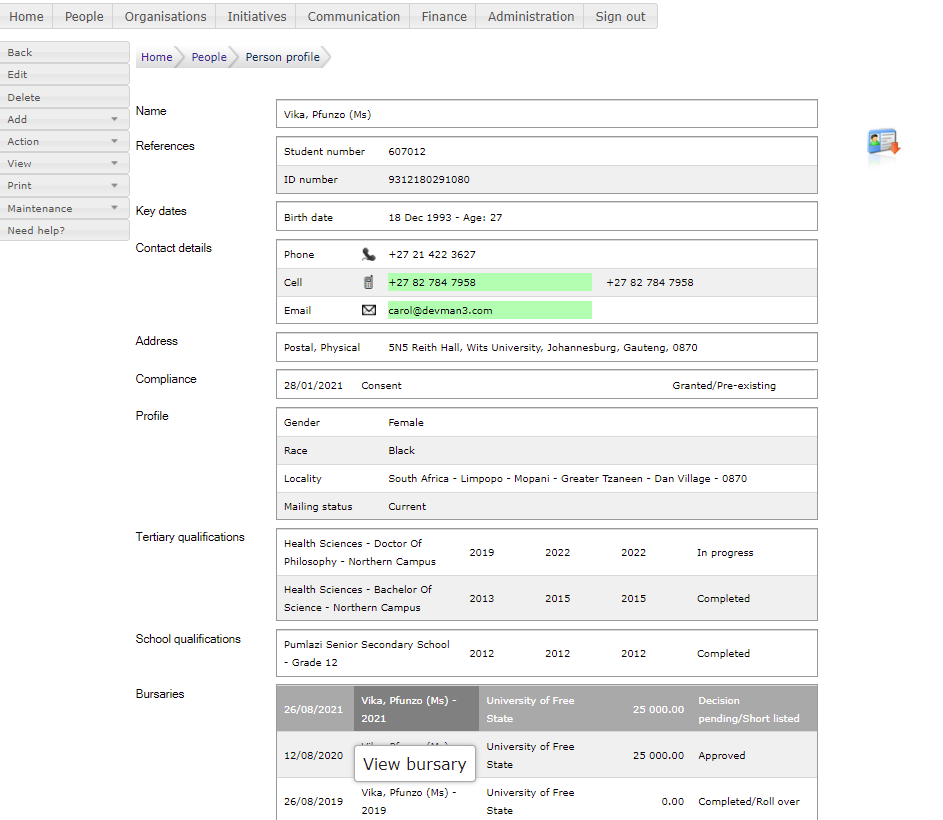 Home People Organisations Initiatives Communication Finance Administration Sign out
Back
Edit
Delete
Add
Action
View
Print
Maintenance
Need help?
Home People Person profile
Name
Vika, Pfunzo (Ms)
References
Student number 607012
ID number 9312180291080
Key dates
Birth date 18 Dec 1993 - Age: 27
Contact details
Phone +27 21 422 3627
Cell +27 82 784 7958 +27 82 784 7958
Email carol@devman3.com
Address
Postal, Physical 5N5 Reith Hall, Wits University, Johannesburg, Gauteng, 0870
Compliance
28/01/2021 Consent Granted/Pre-existing
Profile
Gender Female
Race Black
Locality South Africa - Limpopo - Mopani - Greater Tzaneen - Dan Village - 0870
Mailing status Current
Tertiary qualifications
Health Sciences - Doctor Of
Philosophy - Northern Campus
2019 2022 2022 In progress
Health Sciences - Bachelor Of
Science - Northern Campus
2013 2015 2015 Completed
School qualifications
Pumlazi Senior Secondary School
- Grade 12
2012 2012 2012 Completed
Bursaries
26/08/2021
Vika, Pfunzo (Ms) -
2021
University of Free
State
25 000.00
Decision
pending/Short listed
12/08/2020
University of Free
State
25 000.00
Approved
View bursary
26/08/2019
Vika, Pfunzo (Ms) -
2019
University of Free
State
0.00
Completed/Roll over